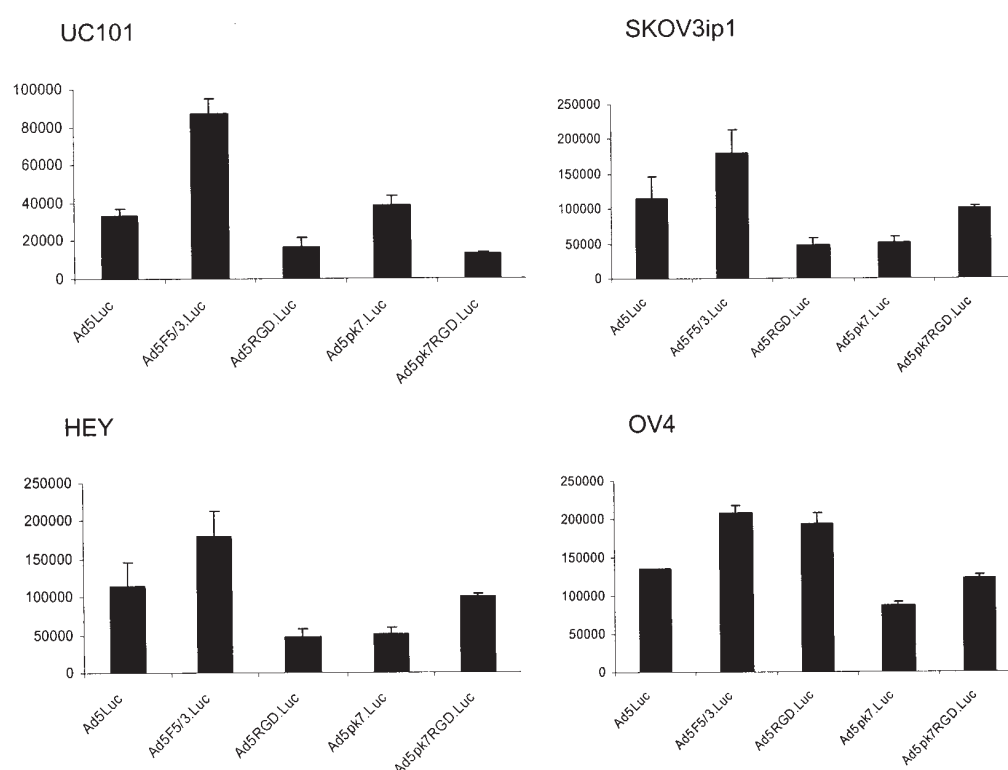 UC101
100000
80000
60000
40000
20000
0
Ad5Luc
Ad5F5/3.Luc
Ad5RGD.Luc
Ad5pk7.Luc
Ad5pk7RGD.Luc
SKOV3ip1
250000
200000
150000
100000
50000
0
Ad5Luc
Ad5F5/3.Luc
Ad5RGD.Luc
Ad5pk7.Luc
Ad5pk7RGD.Luc
HEY
250000
200000
150000
100000
50000
0
Ad5Luc
Ad5F5/3.Luc
Ad5RGD.Luc
Ad5pk7.Luc
Ad5pk7RGD.Luc
OV4
250000
200000
150000
100000
50000
0
Ad5Luc
Ad5F5/3.Luc
Ad5RGD.Luc
Ad5pk7.Luc
Ad5pk7RGD.Luc